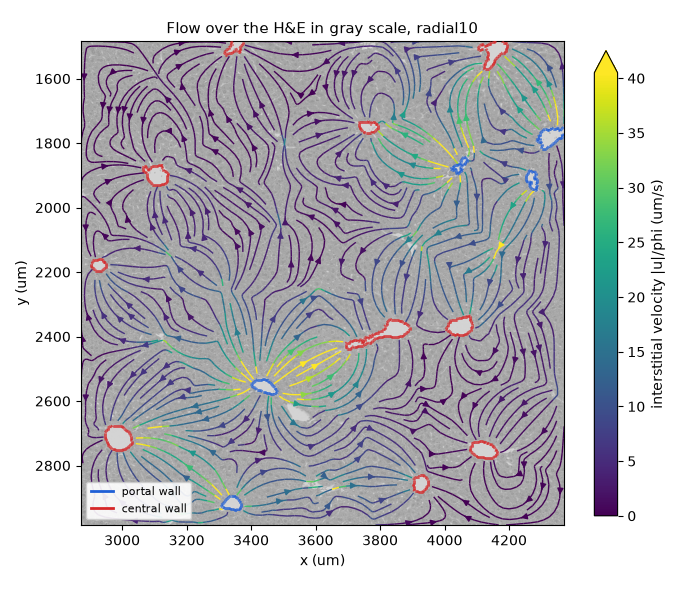 Flow over the H&E in gray scale, radial10
1600
1800
2000
2200
2400
2600
2800
y (um)
portal wall
central wall
3000 3200 3400 3600 3800 4000 4200
x (um)
40
35
30
25
20
15
10
5
0
interstitial velocity |u|/phi (um/s)